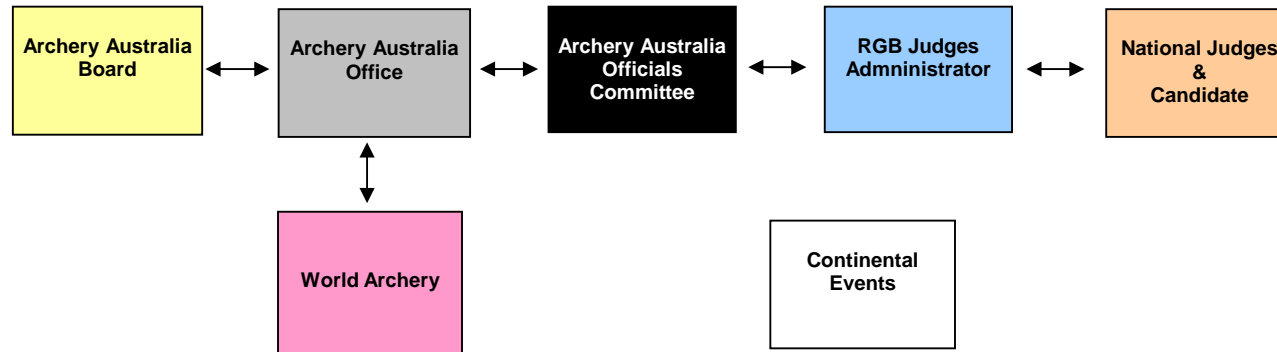 Archery Australia
Board
Archery Australia
Office
Archery Australia
Officials
Committee
RGB Judges
Admninistrator
National Judges
&
Candidate
World Archery
Continental
Events